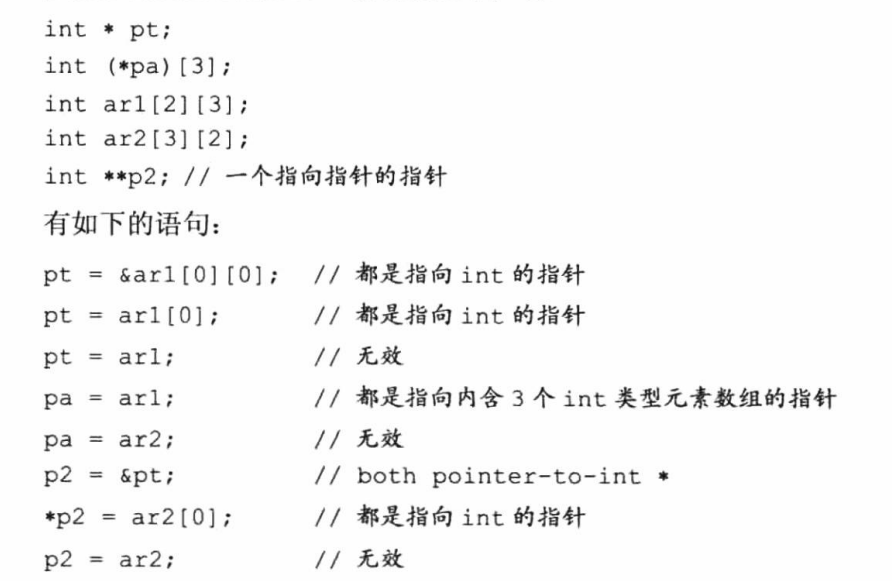 int * pt;
int (*pa)[3];
int ar1[2][3];
int ar2[3][2];
int **p2; // 一个指向指针的指针
有如下的语句：
pt = &ar1[0][0]; // 都是指向 int 的指针
pt = ar1[0]; // 都是指向 int 的指针
pt = ar1; // 无效
pa = ar1; // 都是指向内含 3 个 int 类型元素数组的指针
pa = ar2; // 无效
p2 = &pt; // both pointer-to-int *
*p2 = ar2[0]; // 都是指向 int 的指针
p2 = ar2; // 无效